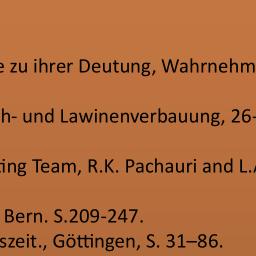 e zu ihrer Deutung, Wahrnehm
h- und Lawinenverbauung, 26-
ting Team, R.K. Pachauri and L.A
Bern. S.209-247.
szeit., Göttingen, S. 31–86.